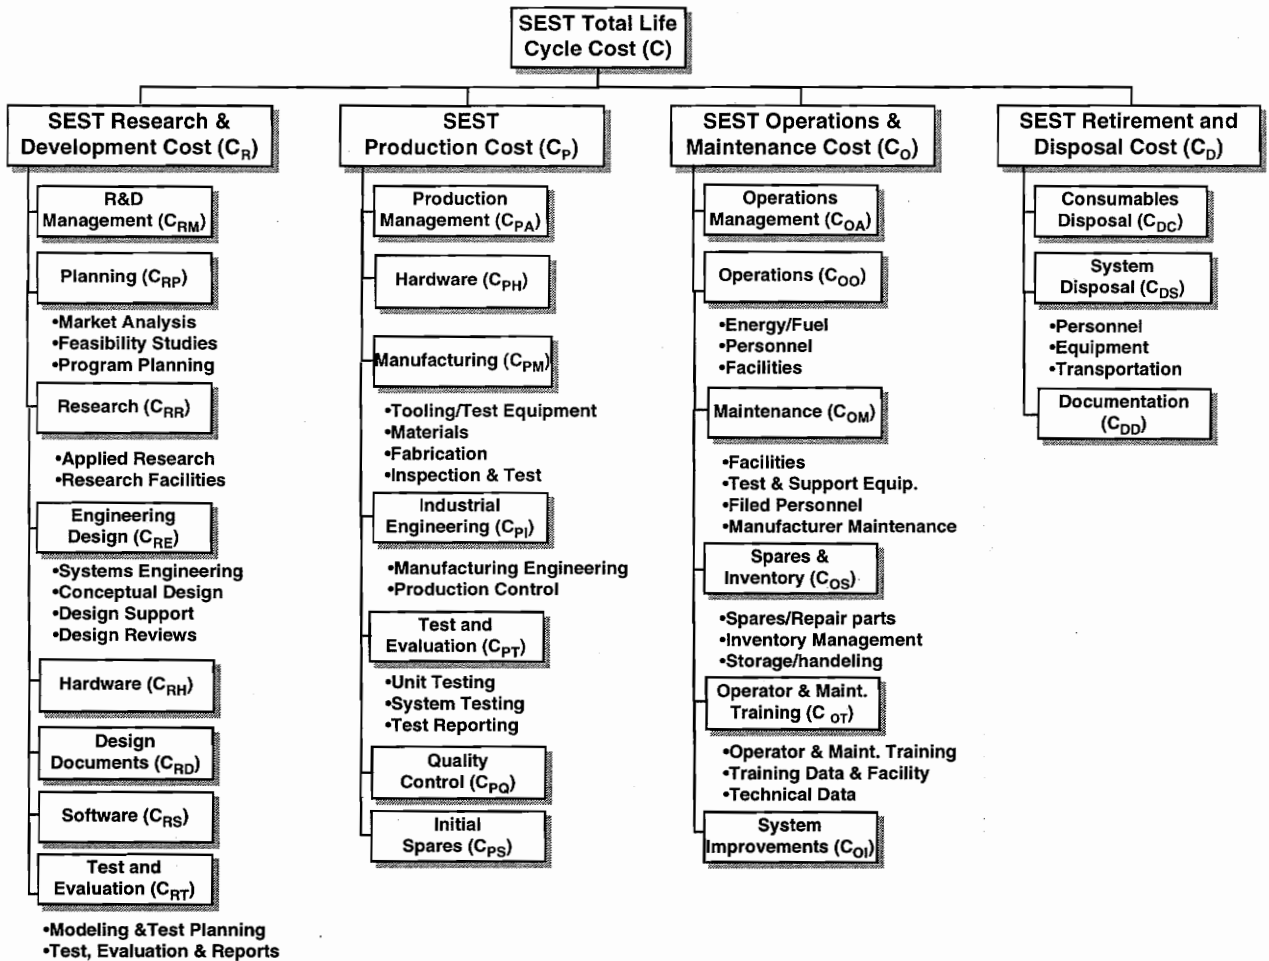 SEST Total Life
Cycle Cost (C)
SEST Research &
Development Cost (CR)
R&D
Management (CRM)
Planning (CRP)
•Market Analysis
•Feasibility Studies
•Program Planning
Research (CRR)
•Applied Research
•Research Facilities
Engineering
Design (CRE)
•Systems Engineering
•Conceptual Design
•Design Support
•Design Reviews
Hardware (CRH)
Design
Documents (CRD)
Software (CRS)
Test and
Evaluation (CRT)
•Modeling &Test Planning
•Test, Evaluation & Reports
SEST
Production Cost (CP)
Production
Management (CPA)
Hardware (CPH)
Manufacturing (CPM)
•Tooling/Test Equipment
•Materials
•Fabrication
•Inspection & Test
Industrial
Engineering (CPI)
•Manufacturing Engineering
•Production Control
Test and
Evaluation (CPT)
•Unit Testing
•System Testing
•Test Reporting
Quality
Control (CPQ)
Initial
Spares (CPS)
SEST Operations &
Maintenance Cost (CO)
Operations
Management (COA)
Operations (COO)
•Energy/Fuel
•Personnel
•Facilities
Maintenance (COM)
•Facilities
•Test & Support Equip.
•Filed Personnel
•Manufacturer Maintenance
Spares &
Inventory (COS)
•Spares/Repair parts
•Inventory Management
•Storage/handeling
Operator & Maint.
Training (C OT)
•Operator & Maint. Training
•Training Data & Facility
•Technical Data
System
Improvements (COI)
SEST Retirement and
Disposal Cost (CD)
Consumables
Disposal (CDC)
System
Disposal (CDS)
•Personnel
•Equipment
•Transportation
Documentation
(CDD)